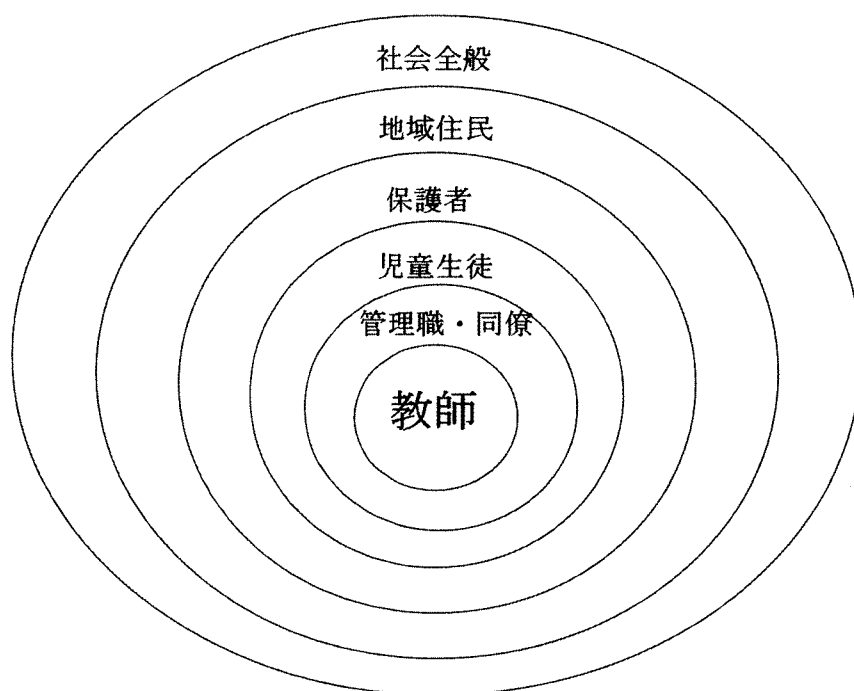 社会全般
地域住民
保護者
児童生徒
管理職・同僚
教師